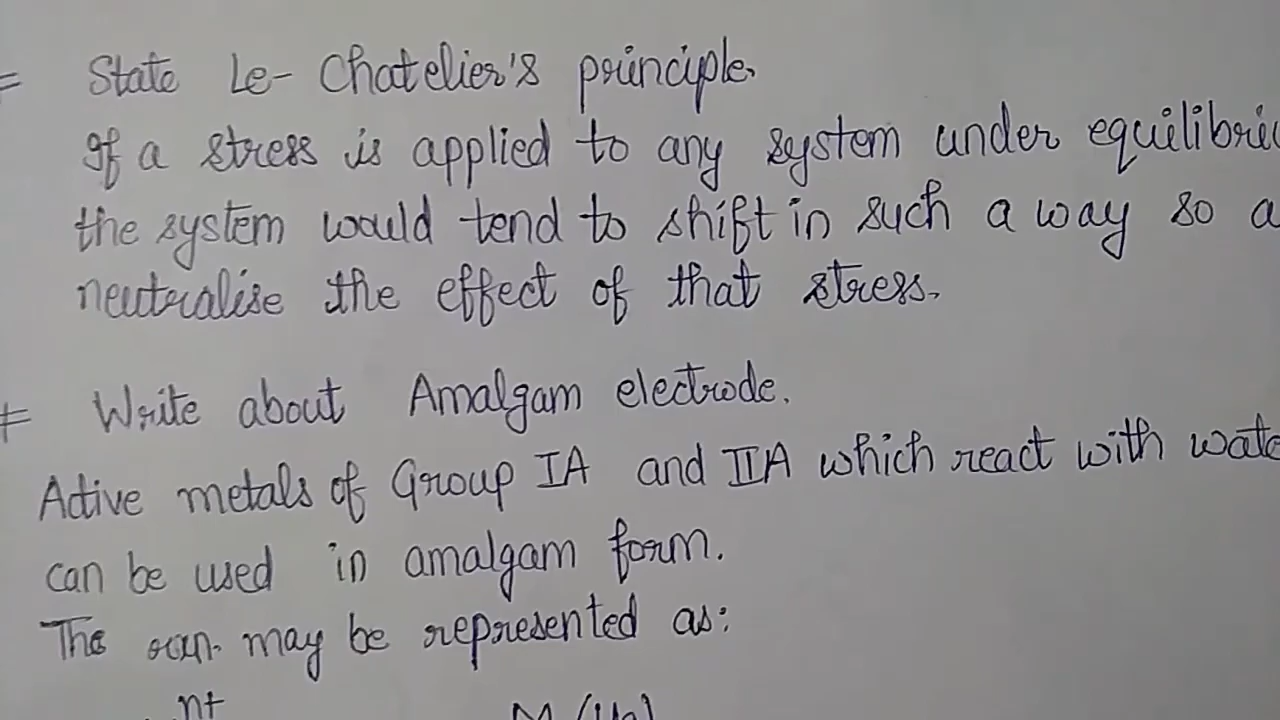 = State Le- Chatelier's principle.
If a stress is applied to any system under equilibriu
the system would tend to shift in such a way so a
neutralise the effect of that stress.
# Write about Amalgam electrode.
Active metals of Group IA and IIA which react with wate
can be used in amalgam form.
The rxn. may be represented as:
n+ M (Hg)